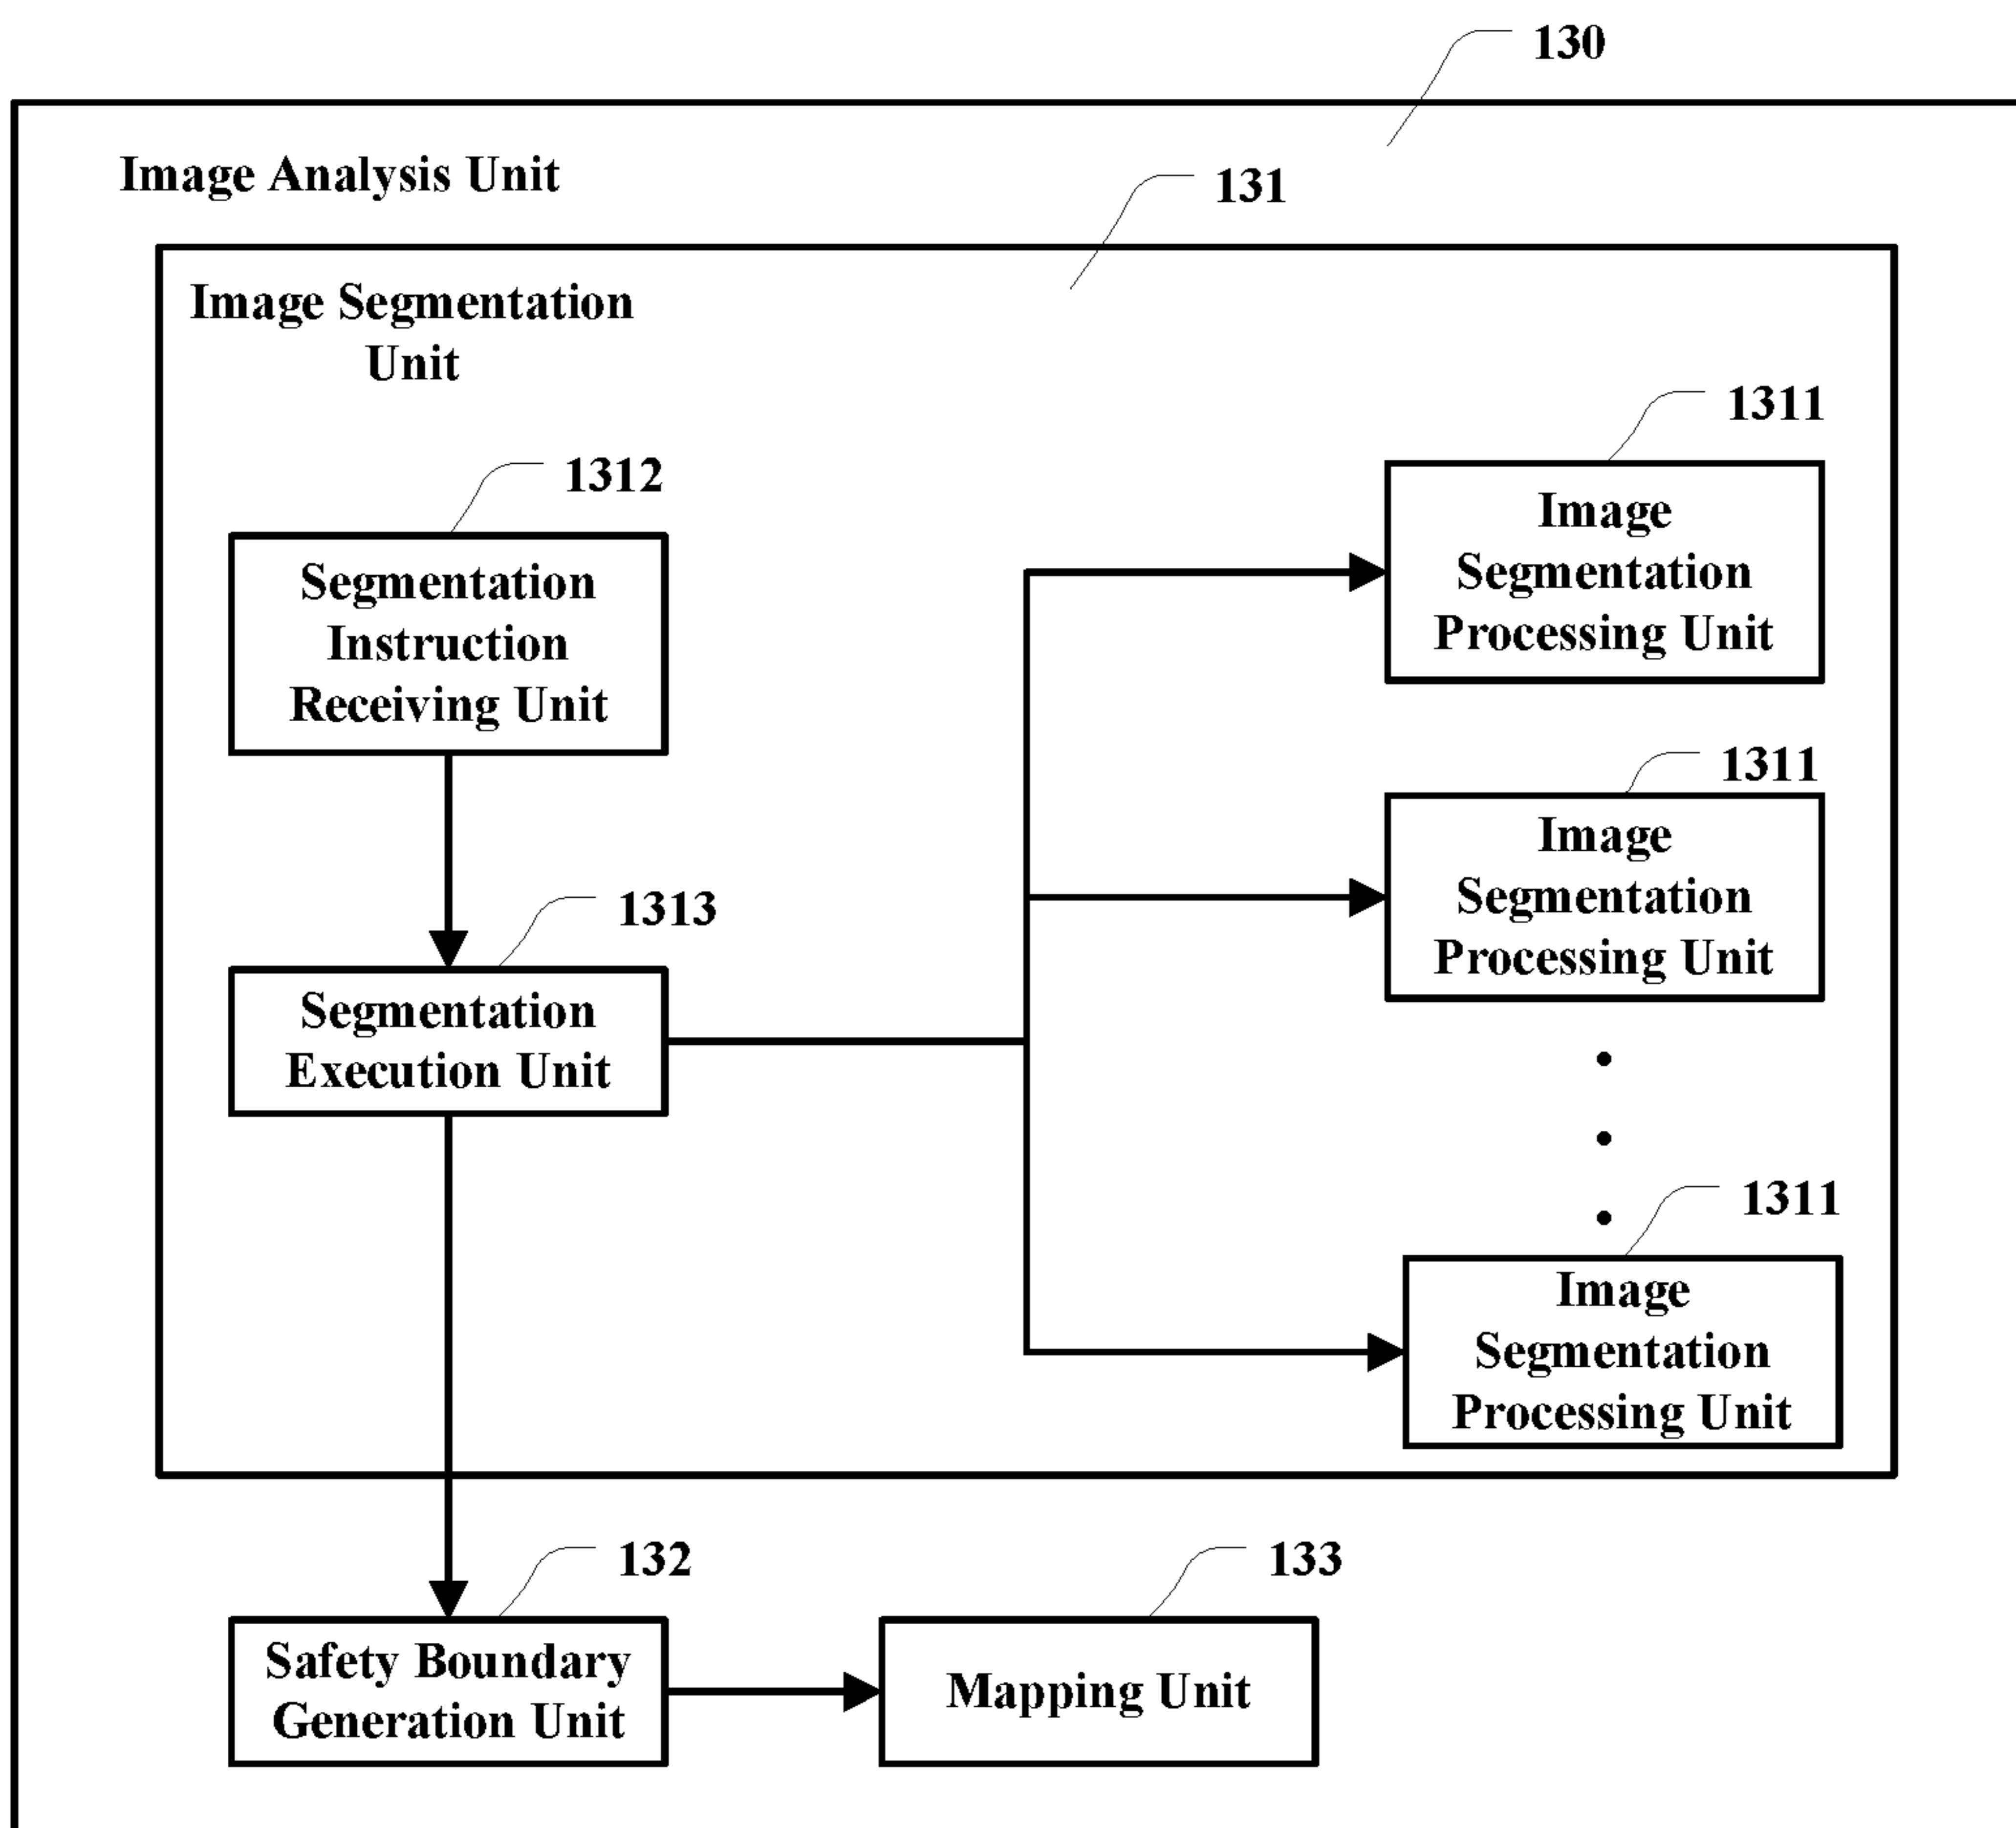 130
Image Analysis Unit
131
Image Segmentation
Unit
1311
1312
Image
Segmentation
Processing Unit
Segmentation
Instruction
Receiving Unit
1311
Image
Segmentation
Processing Unit
1313
Segmentation
Execution Unit
1311
Image
Segmentation
Processing Unit
132
133
Safety Boundary
Generation Unit
Mapping Unit